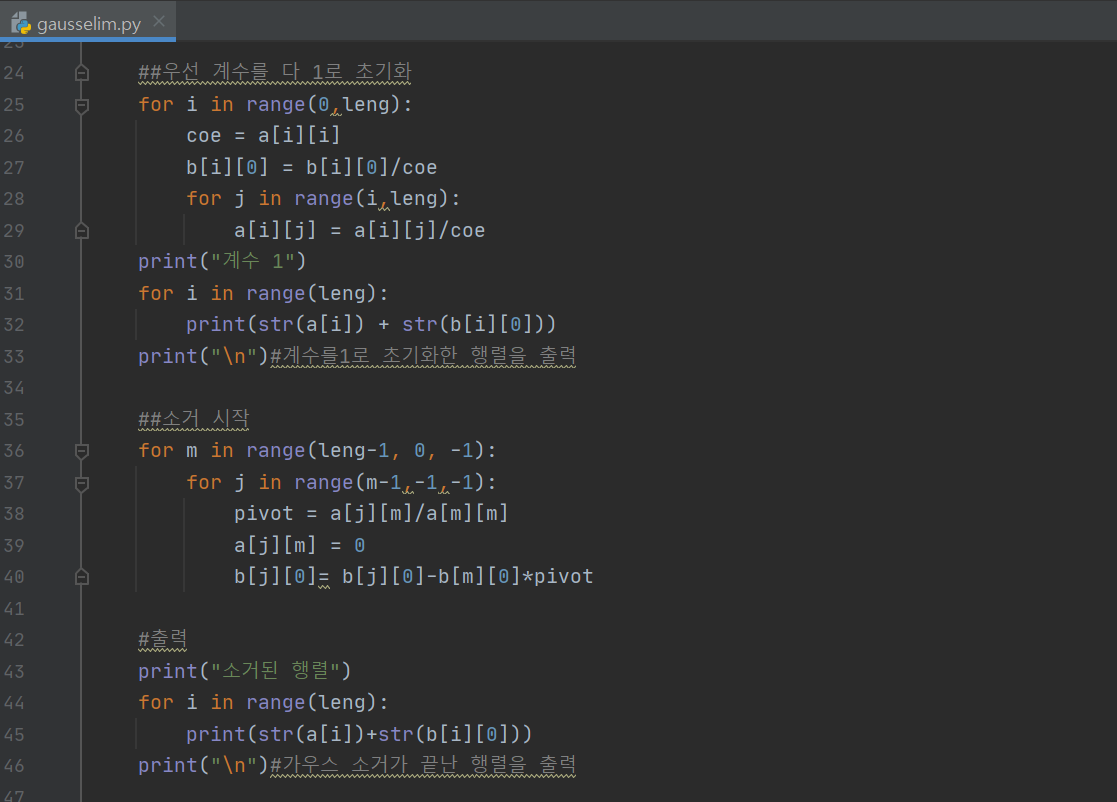 gausselim.py
23
24 ##우선 계수를 다 1로 초기화
25 for i in range(0,leng):
26 coe = a[i][i]
27 b[i][0] = b[i][0]/coe
28 for j in range(i,leng):
29 a[i][j] = a[i][j]/coe
30 print("계수 1")
31 for i in range(leng):
32 print(str(a[i]) + str(b[i][0]))
33 print("\n")#계수를1로 초기화한 행렬을 출력
34
35 ##소거 시작
36 for m in range(leng-1, 0, -1):
37 for j in range(m-1,-1,-1):
38 pivot = a[j][m]/a[m][m]
39 a[j][m] = 0
40 b[j][0]= b[j][0]-b[m][0]*pivot
41
42 #출력
43 print("소거된 행렬")
44 for i in range(leng):
45 print(str(a[i])+str(b[i][0]))
46 print("\n")#가우스 소거가 끝난 행렬을 출력
47